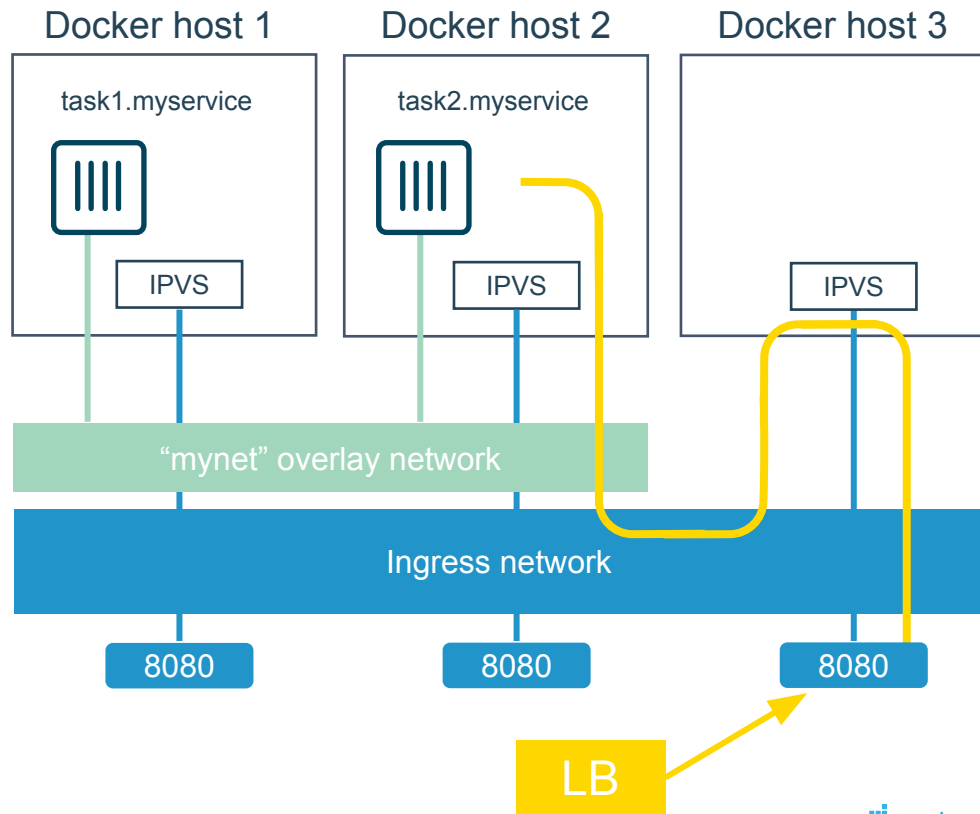 Docker host 1
Docker host 2
Docker host 3
task1.myservice
task2.myservice
IPVS
IPVS
IPVS
“mynet” overlay network
Ingress network
8080
8080
8080
LB